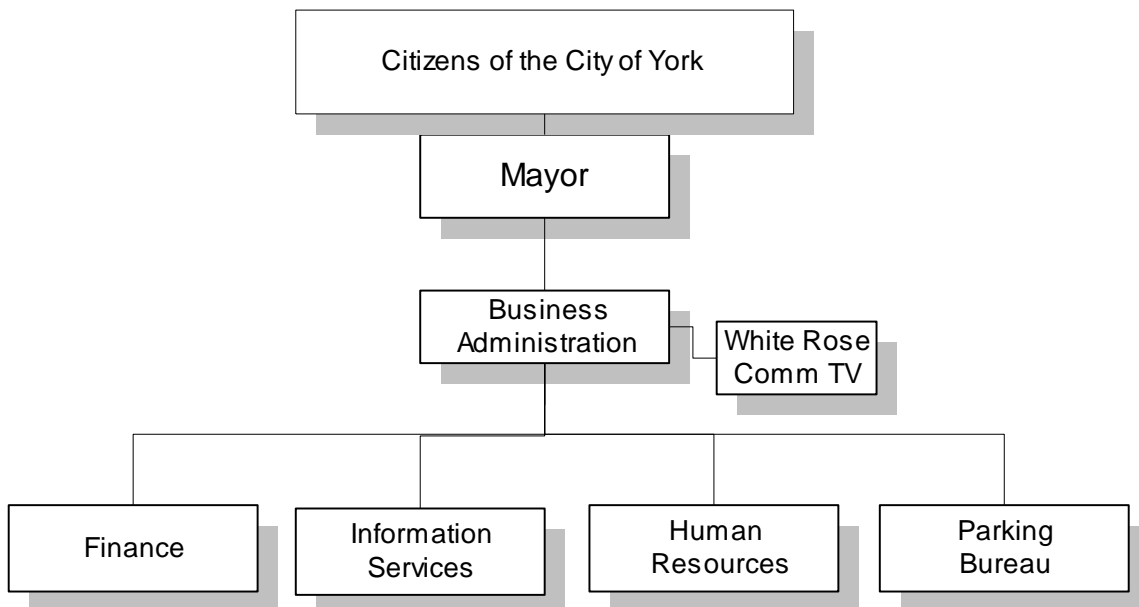 Citizens of the City of York
Mayor
Business
Administration
White Rose
Comm TV
Finance
Information
Services
Human
Resources
Parking
Bureau